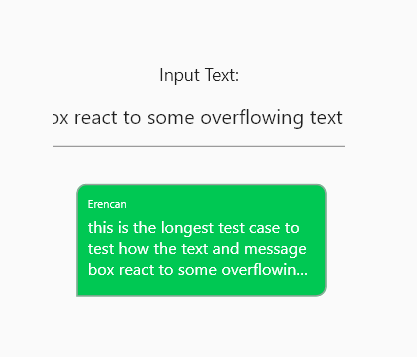 Input Text:
ox react to some overflowing text
Erencan
this is the longest test case to
test how the text and message
box react to some overflowin...